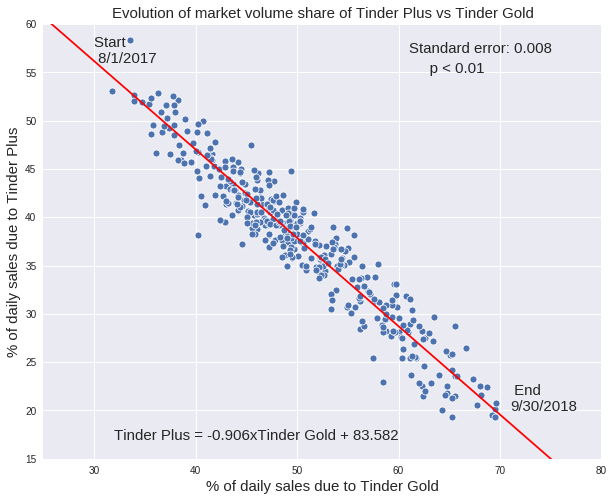 Evolution of market volume share of Tinder Plus vs Tinder Gold
60
55
50
45
40
35
30
25
20
15
% of daily sales due to Tinder Plus
Start
8/1/2017
Standard error: 0.008
p < 0.01
End
9/30/2018
Tinder Plus = -0.906xTinder Gold + 83.582
30
40
50
60
70
80
% of daily sales due to Tinder Gold